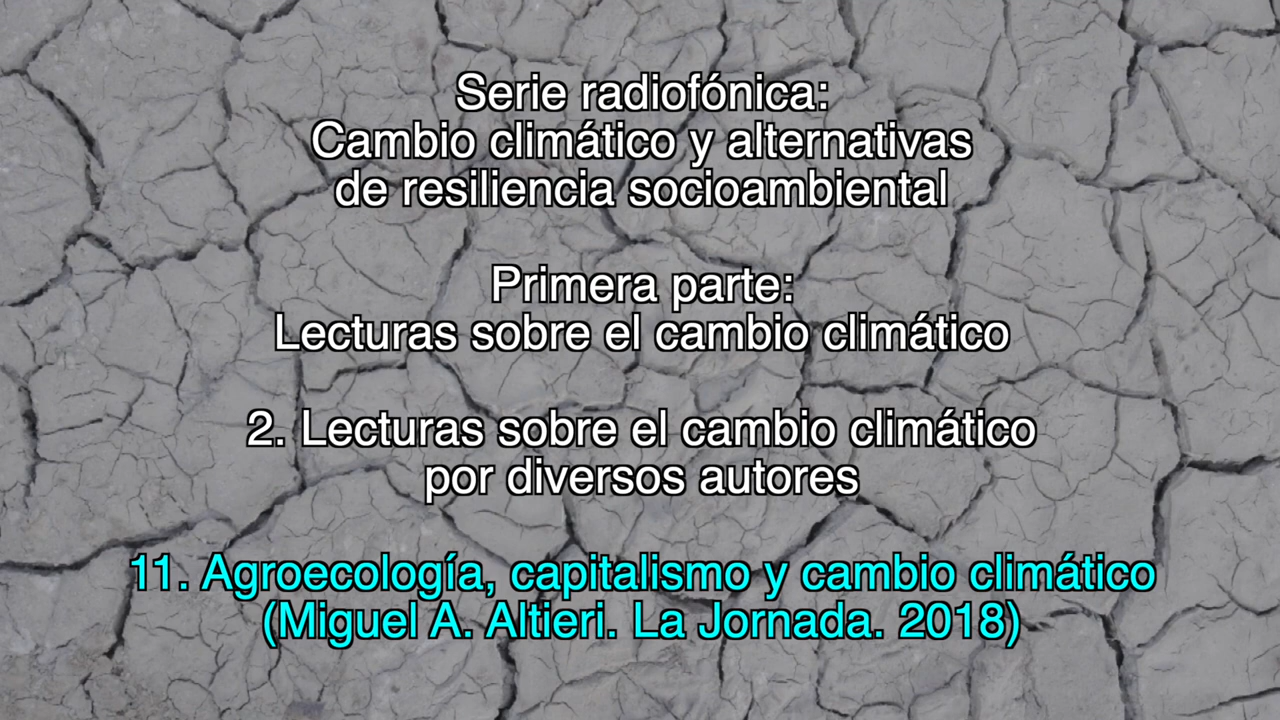 Serie radiofónica:
Cambio climático y alternativas
de resiliencia socioambiental
Primera parte:
Lecturas sobre el cambio climático
2. Lecturas sobre el cambio climático
por diversos autores
11. Agroecología, capitalismo y cambio climático
(Miguel A. Altieri. La Jornada. 2018)